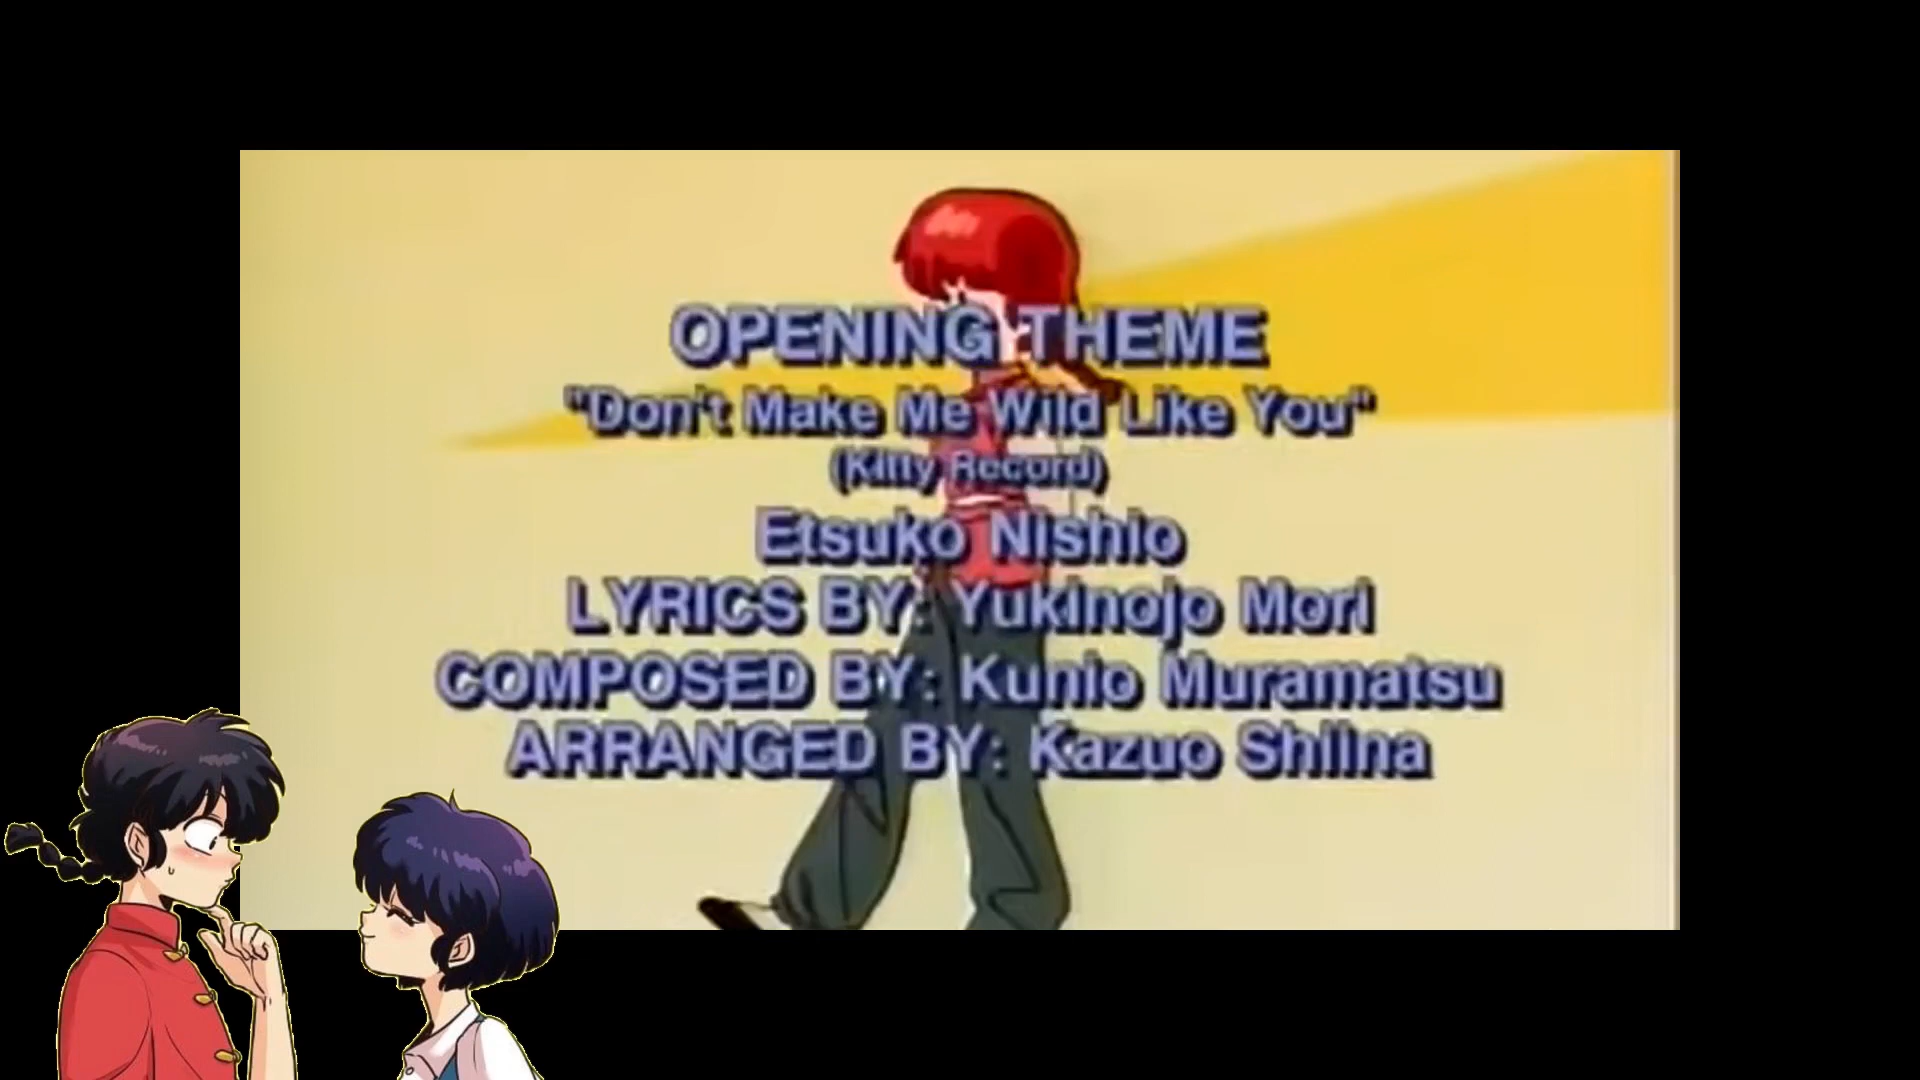 OPENING THEME
"Don't Make Me Wild Like You"
(Kitty Record)
Etsuko Nishio
LYRICS BY: Yukinojo Mori
COMPOSED BY: Kunio Muramatsu
ARRANGED BY: Kazuo Shiina